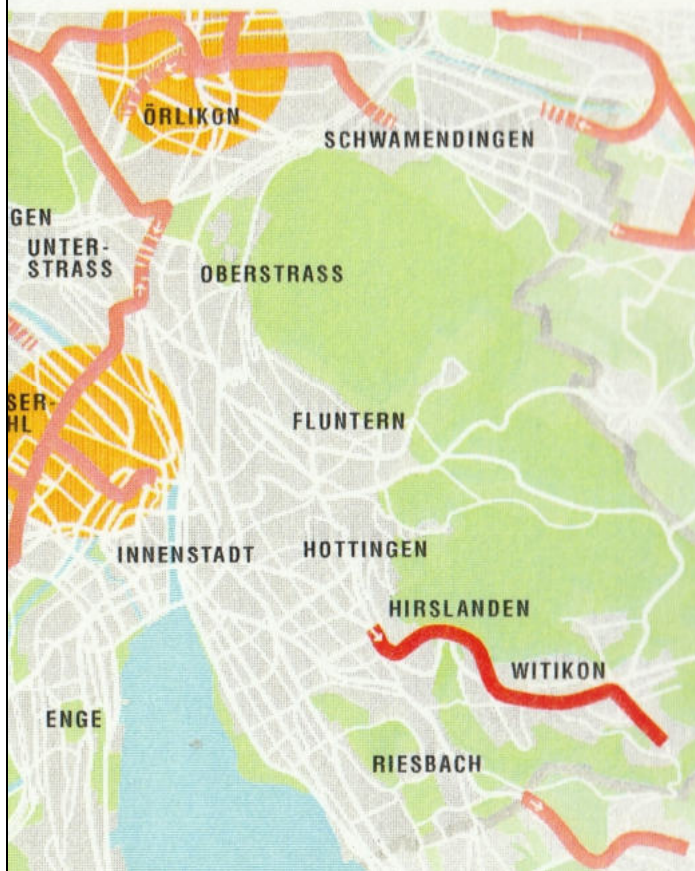 ÖRLIKON
SCHWAMENDINGEN
GEN
UNTER-
STRASS
OBERSTRASS
SER-
HL
FLUNTERN
INNENSTADT
HOTTINGEN
HIRSLANDEN
WITIKON
ENGE
RIESBACH